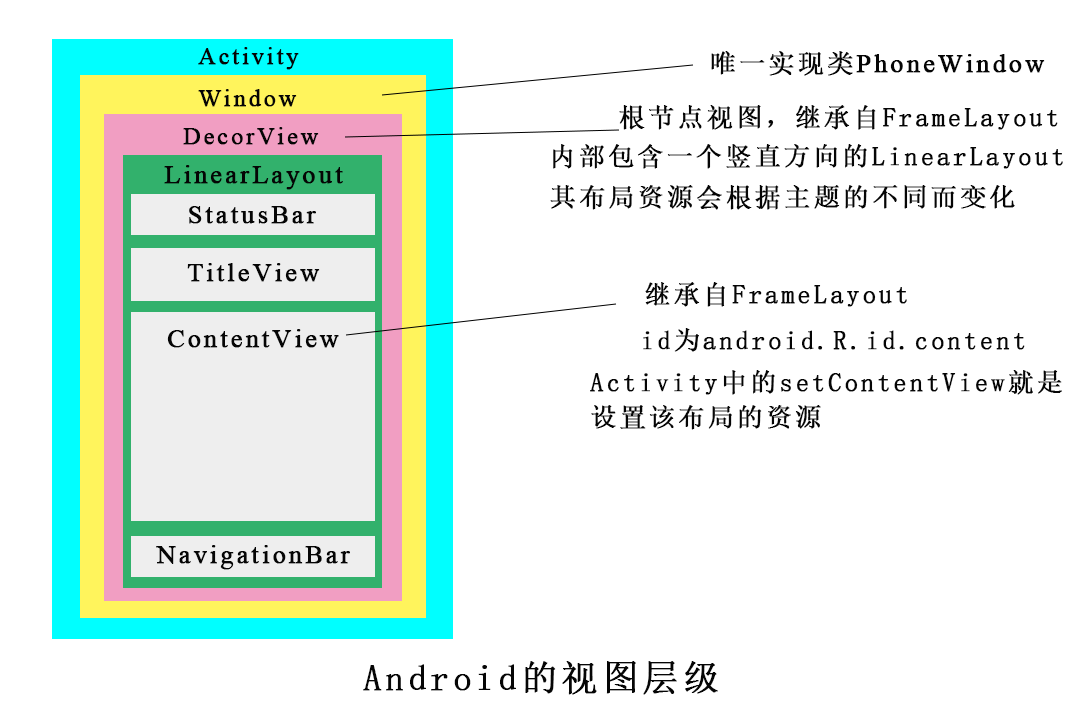 Activity
Window
DecorView
LinearLayout
StatusBar
TitleView
ContentView
NavigationBar
唯一实现类PhoneWindow
根节点视图，继承自FrameLayout
内部包含一个竖直方向的LinearLayout
其布局资源会根据主题的不同而变化
继承自FrameLayout
id为android.R.id.content
Activity中的setContentView就是
设置该布局的资源
Android的视图层级